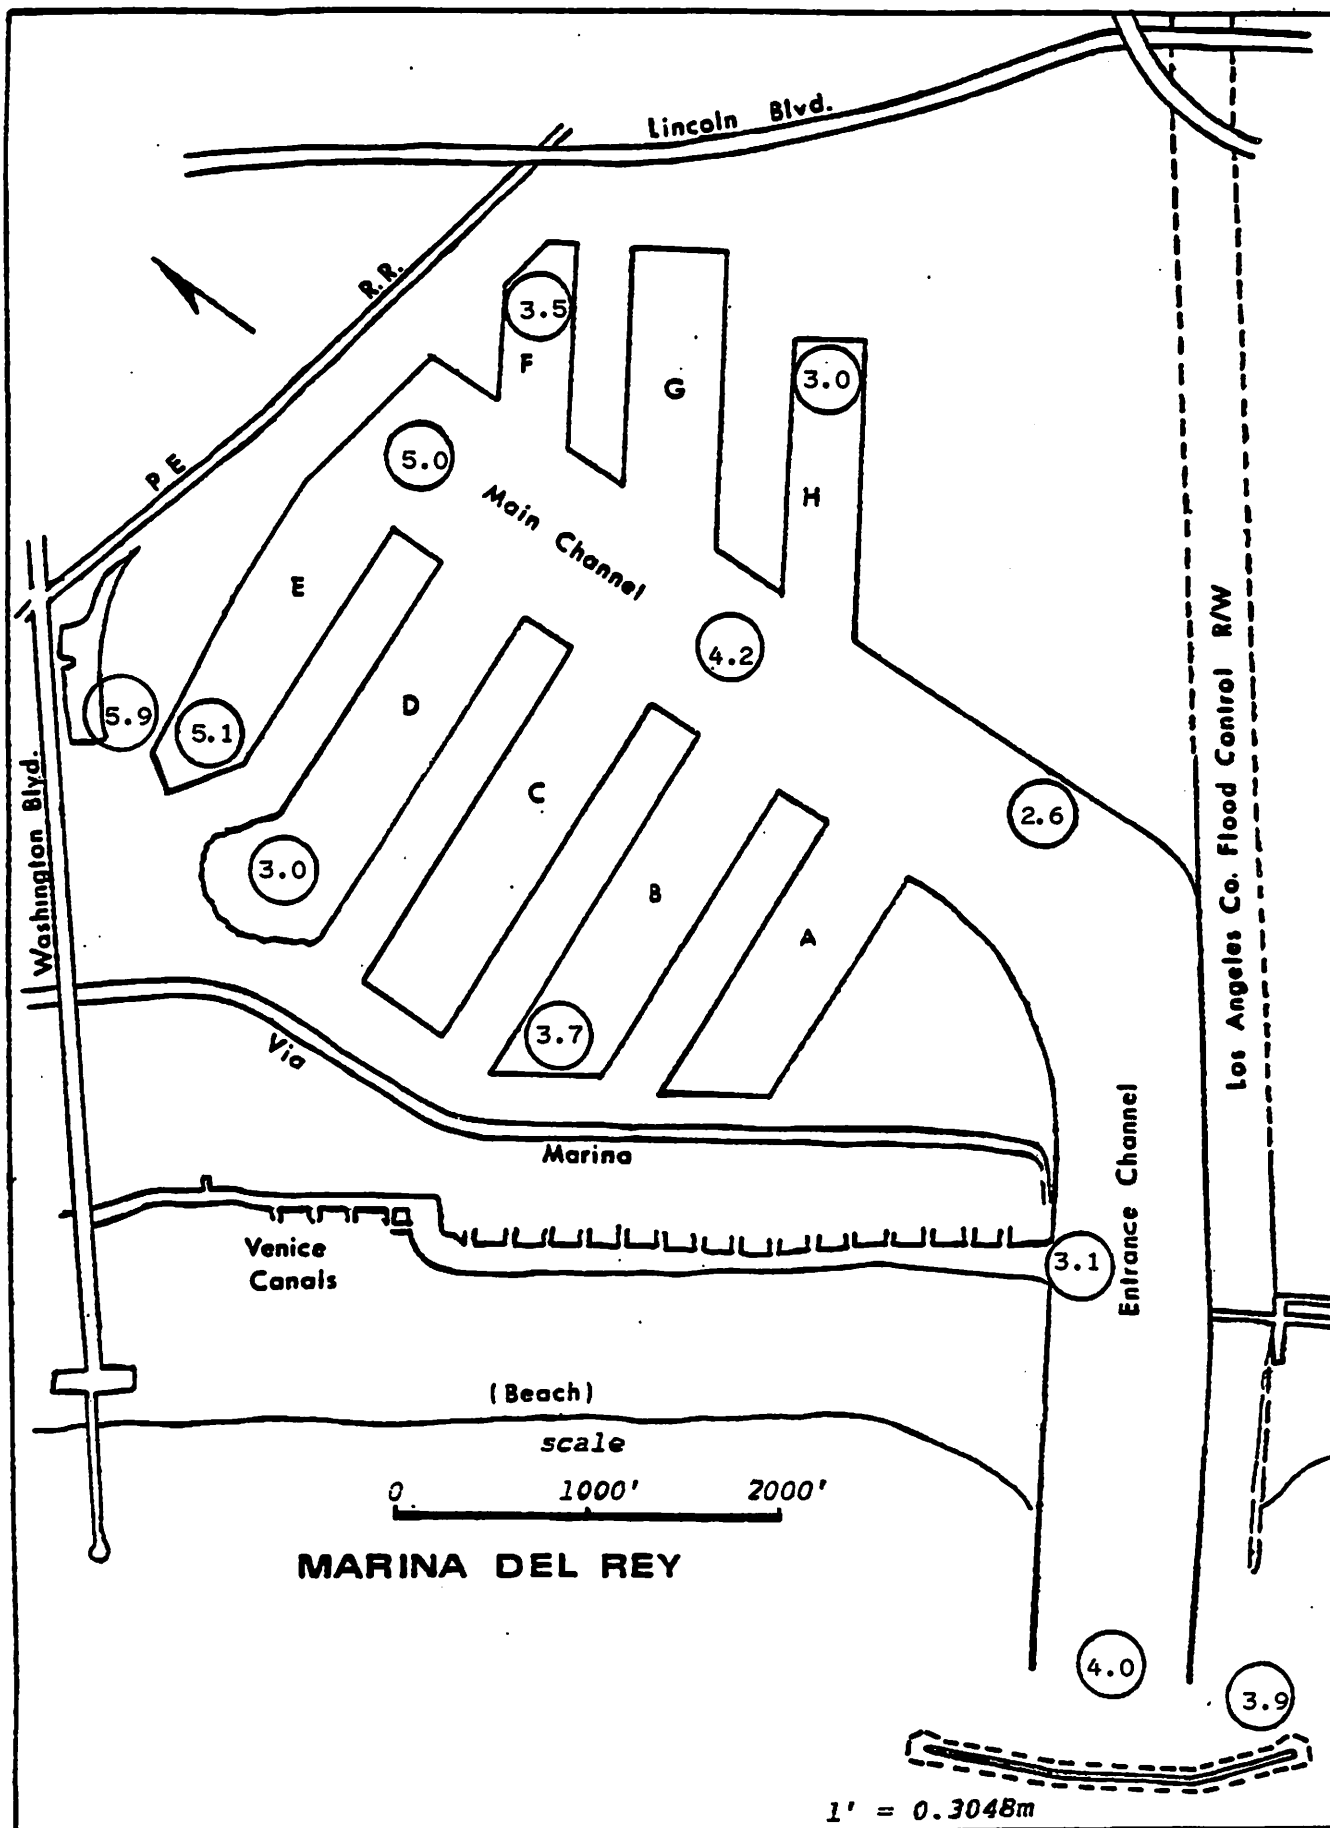 Lincoln Blvd.
R.R.
P E
3.5
F
G
3.0
H
5.0
Main Channel
E
4.2
D
5.9
5.1
C
2.6
Washington Blvd.
3.0
B
A
Los Angeles Co. Flood Control R/W
3.7
Via
Marina
Entrance Channel
Venice
Canals
3.1
(Beach)
scale
0 1000' 2000'
MARINA DEL REY
4.0
3.9
1' = 0.3048m